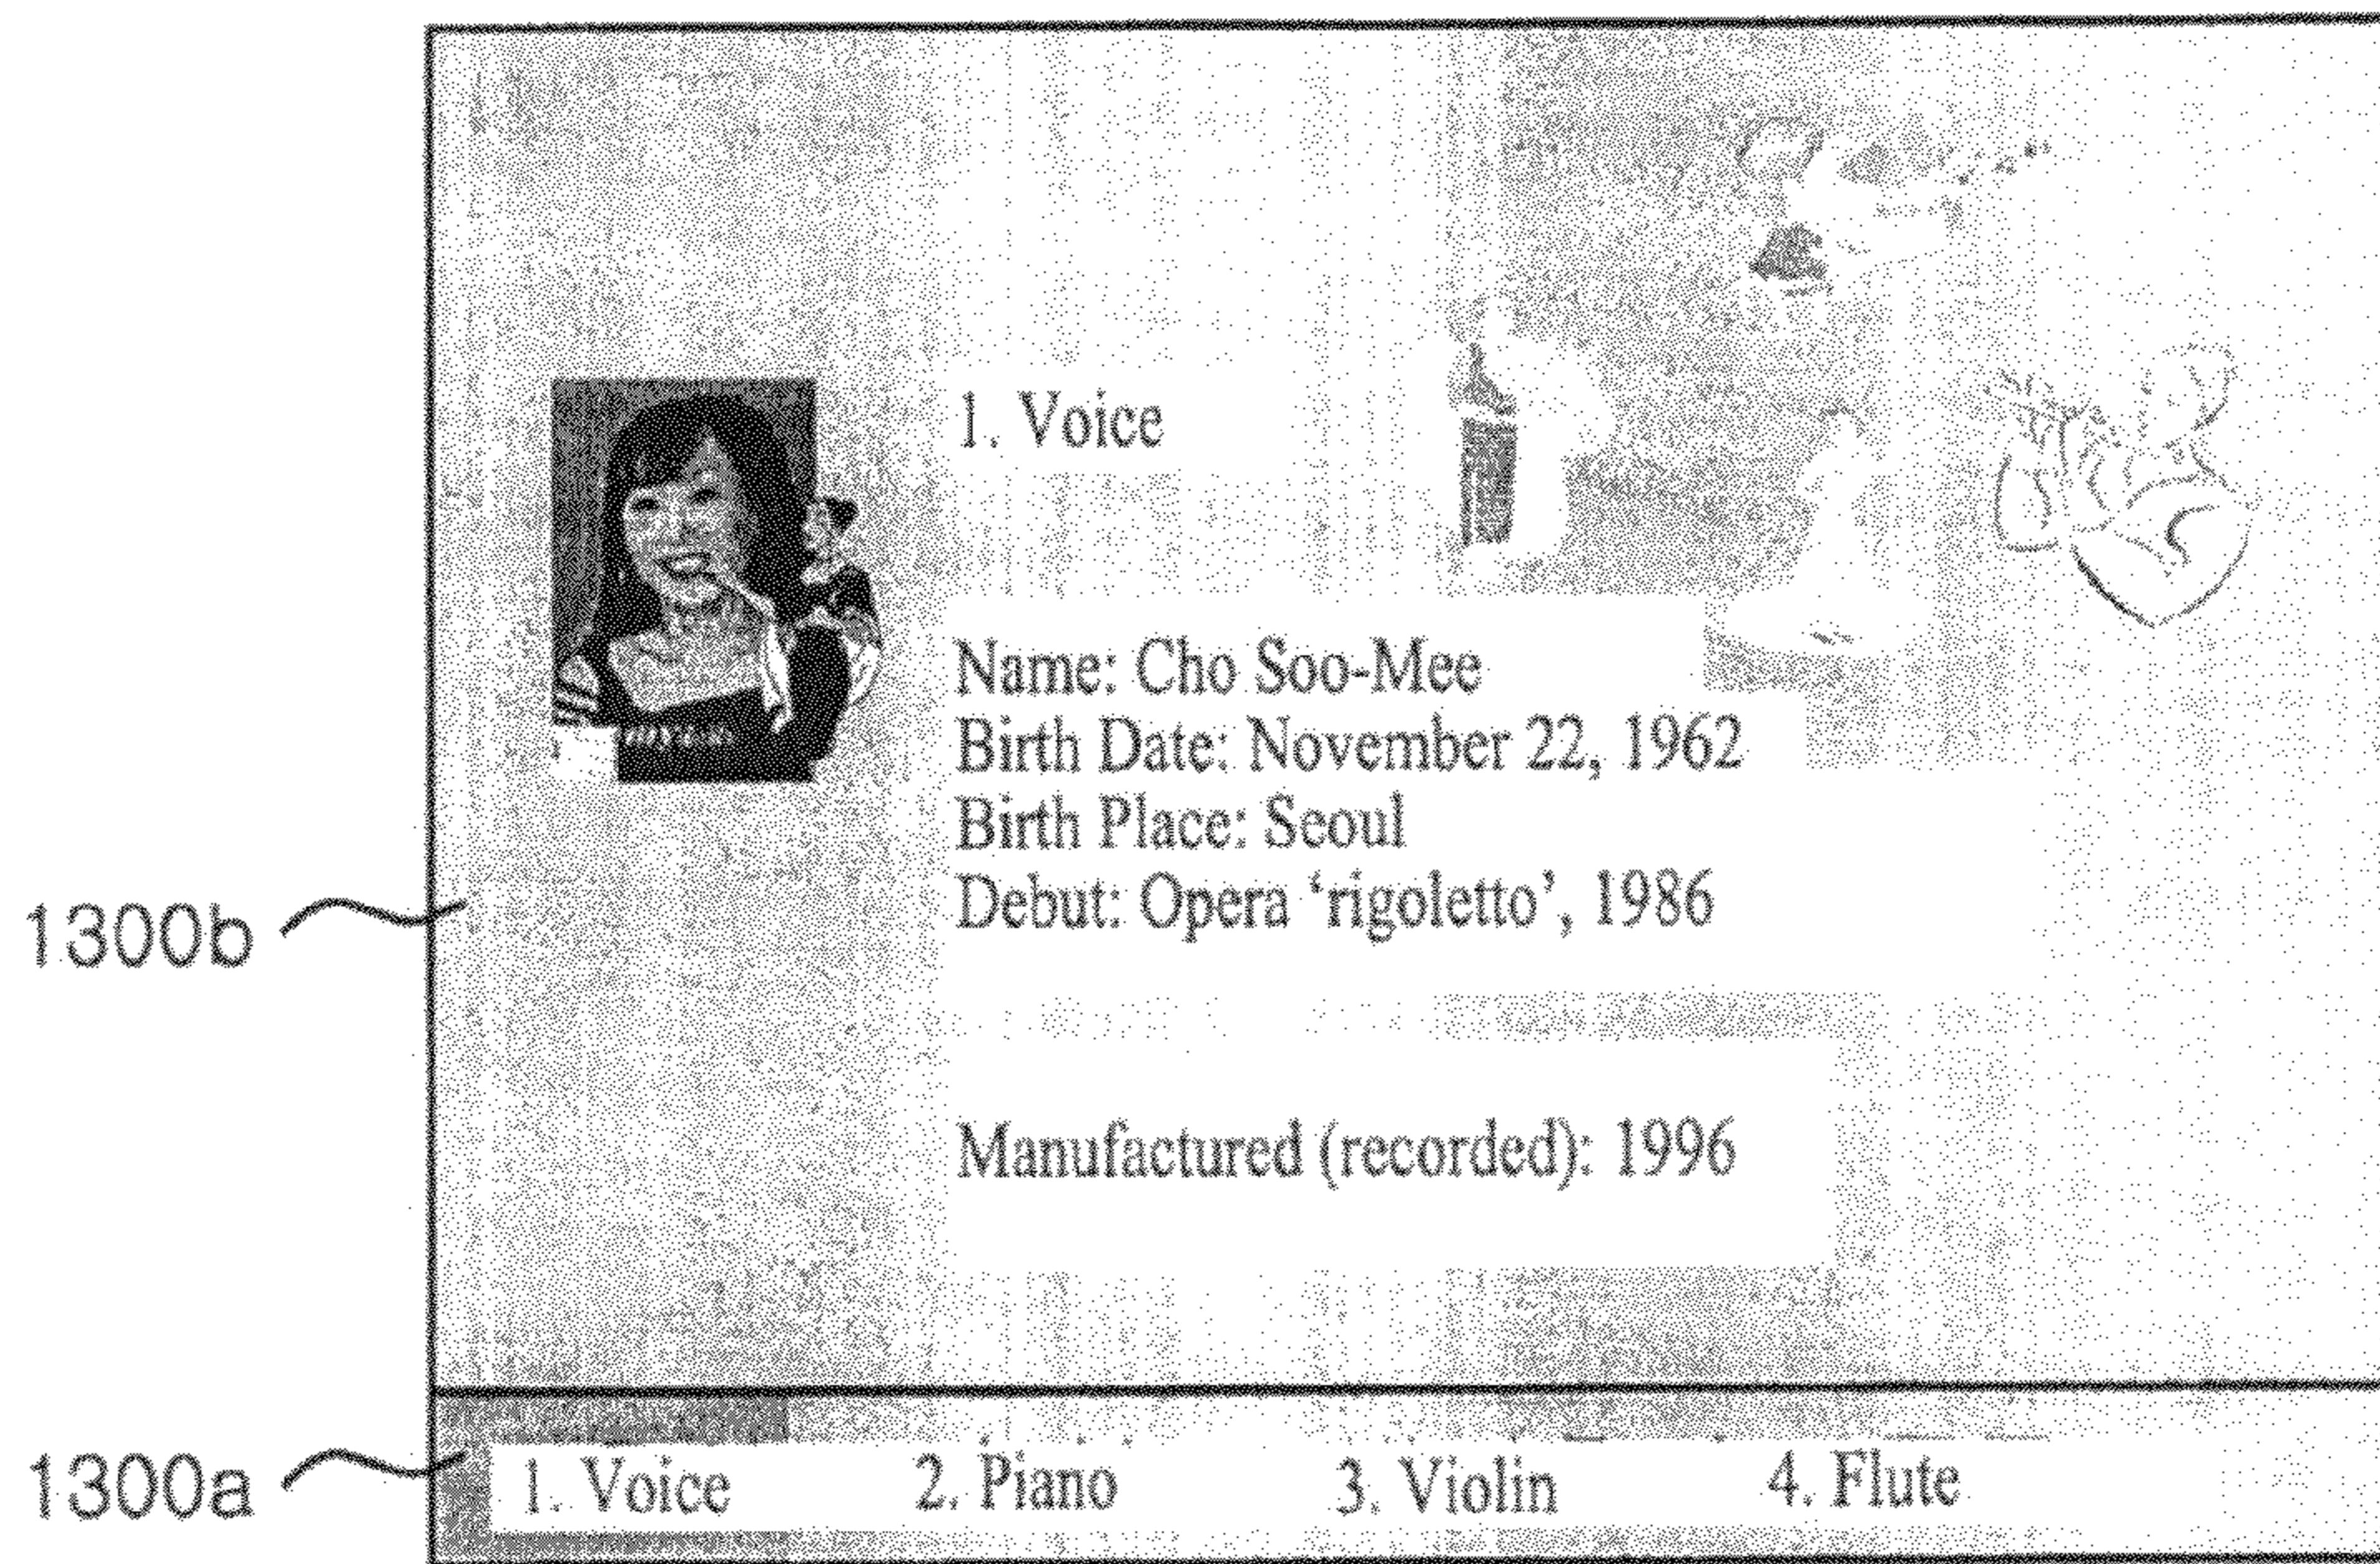 1. Voice
Name: Cho Soo-Mee
Birth Date: November 22, 1962
Birth Place: Seoul
Debut: Opera ‘rigoletto’, 1986
1300b
Manufactured (recorded): 1996
1300a
1. Voice 2. Piano 3. Violin 4. Flute